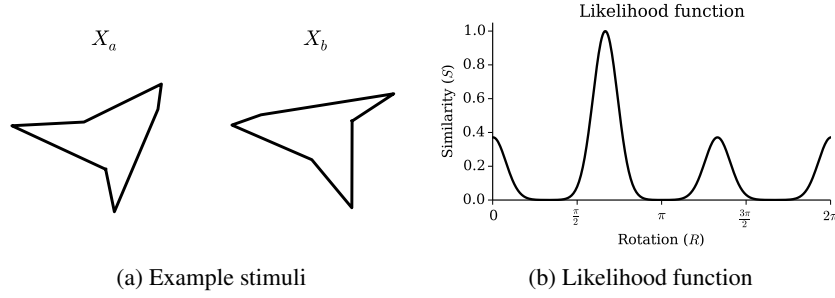 X_a
X_b
Likelihood function
Similarity (S)
1.0
0.8
0.6
0.4
0.2
0.0
0
π/2
π
3π/2
2π
Rotation (R)
(a) Example stimuli
(b) Likelihood function